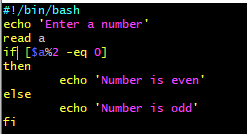 #!/bin/bash
echo 'Enter a number'
read a
if [$a%2 -eq 0]
then
        echo 'Number is even'
else
        echo 'Number is odd'
fi